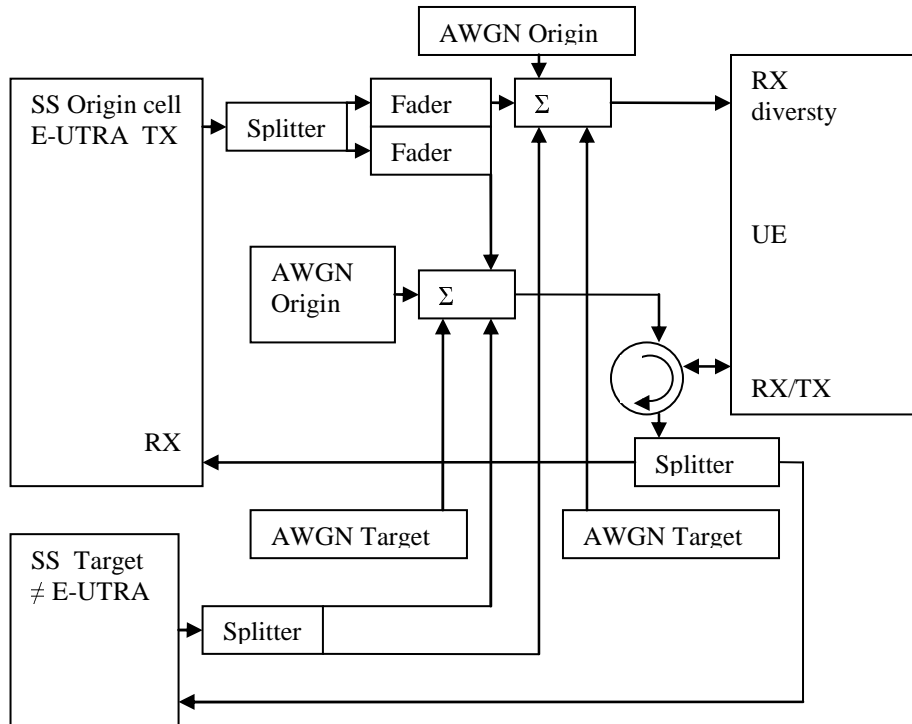 AWGN Origin
SS Origin cell
E-UTRA TX
Splitter
Fader
Fader
Σ
RX
diversty
UE
RX/TX
AWGN
Origin
Σ
RX
Splitter
AWGN Target
AWGN Target
SS Target
≠ E-UTRA
Splitter